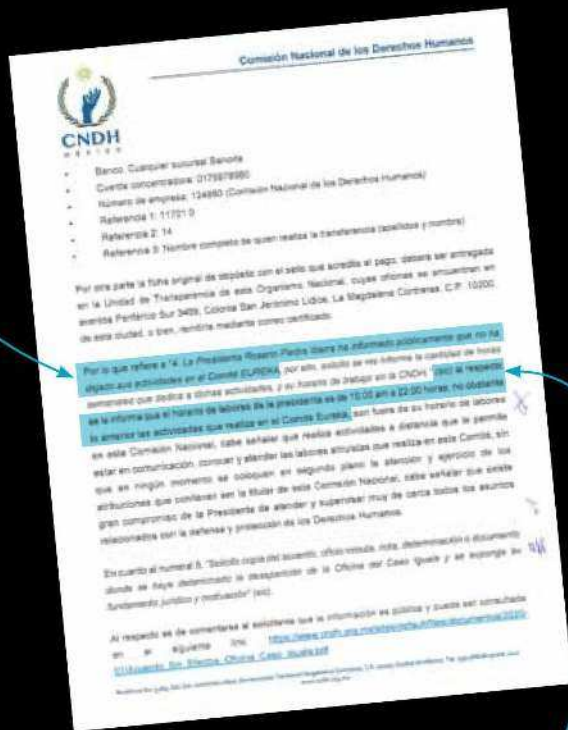 Comisión Nacional de los Derechos Humanos
CNDH
MÉXICO
Banco: Cualquier sucursal Banorte
Cuenta concentradora: 0175978980
Número de empresa: 124980 (Comisión Nacional de los Derechos Humanos)
Referencia 1: 11721 0
Referencia 2: 14
Referencia 3: Nombre completo de quien realiza la transferencia (apellidos y nombre)
Por otra parte la ficha original de depósito con el sello que acredita el pago, deberá ser entregada
en la Unidad de Transparencia de este Organismo Nacional, cuyas oficinas se encuentran en
avenida Periférico Sur 3469, Colonia San Jerónimo Lídice, La Magdalena Contreras, C.P. 10200
de esta ciudad, o bien, remitirla mediante correo certificado.
Por lo que refiere a "4. La Presidenta Rosario Piedra Ibarra ha informado públicamente que no ha
dejado sus actividades en el Comité EUREKA, por ello, solicito se me informe la cantidad de horas
semanales que dedica a dichas actividades, y su horario de trabajo en la CNDH." (sic) al respecto
se le informa que el horario de labores de la presidenta es de 10:00 am a 22:00 horas, no obstante
lo anterior las actividades que realiza en el Comité Eureka, son fuera de su horario de labores
en esta Comisión Nacional, cabe señalar que realiza actividades a distancia que le permite
estar en comunicación, conocer y atender las labores altruistas que realiza en este Comité, sin
que en ningún momento se coloquen en segundo plano la atención y ejercicio de las
atribuciones que conllevan ser la titular de esta Comisión Nacional, cabe señalar que existe
gran compromiso de la Presidenta de atender y supervisar muy de cerca todos los asuntos
relacionados con la defensa y protección de los Derechos Humanos.
En cuanto al numeral 5. "Solicito copia del acuerdo, oficio minuta, nota, determinación o documento
donde se haya determinado la desaparición de la Oficina del Caso Iguala y se exponga su
fundamento jurídico y motivación" (sic).
Al respecto es de comentarse al solicitante que la información es pública y puede ser consultada
en el siguiente link: https://www.cndh.org.mx/sites/default/files/documentos/2020-
01/Acuerdo_Sin_Efectos_Oficina_Caso_Iguala.pdf